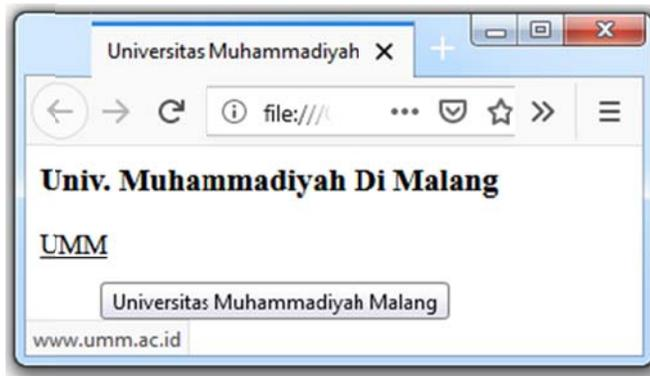 Universitas Muhammadiyah
file:///
Univ. Muhammadiyah Di Malang
UMM
Universitas Muhammadiyah Malang
www.umm.ac.id